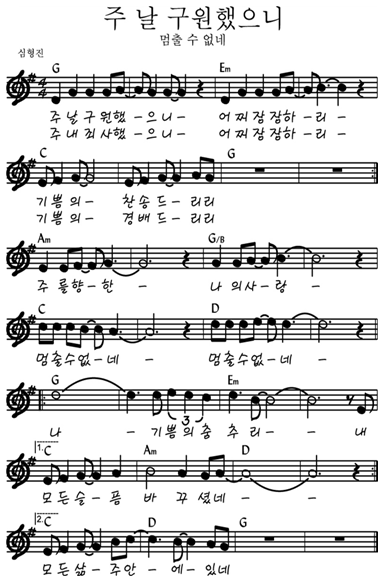 주 날 구원했으니
멈출 수 없네
심형진
G Em
주 날 구 원 했 - 으 니 - 어 찌 잠 잠 하 - 리 -
주 내 죄 사 했 - 으 니 - 어 찌 잠 잠 하 - 리 -
C G
기 쁨 의 - 찬 송 드 - 리 리
기 쁨 의 - 경 배 드 - 리 리
Am G/B
주 를 향 - 한 - 나 의 사 - 랑 -
C D
멈 출 수 없 - 네 - 멈 출 수 없 - 네 -
G Em
3
나 - 기 쁨 의 춤 추 리 - - 내
1. C Am D
모 든 슬 - 픔 바 꾸 셨 네 - -
2. C D G
모 든 삶 - 주 안 - 에 - 있 네